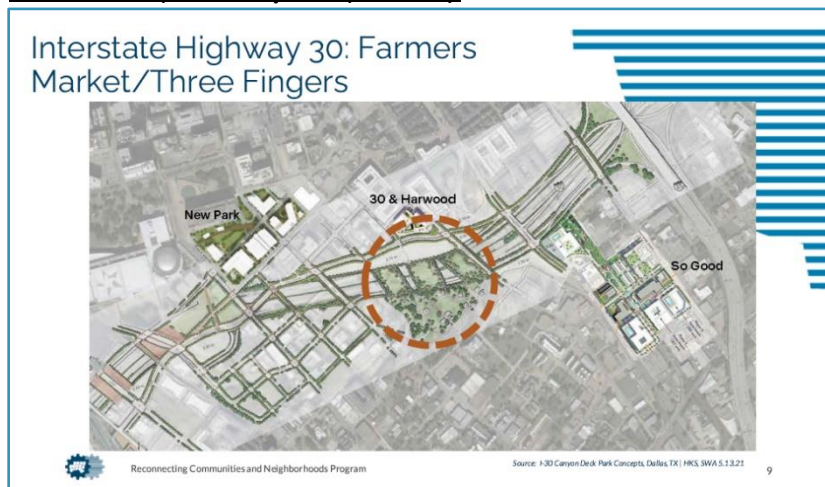 Interstate Highway 30: Farmers
Market/Three Fingers
New Park
30 & Harwood
So Good
Reconnecting Communities and Neighborhoods Program
Source: I-30 Canyon Deck Park Concepts, Dallas, TX | HKS, SWA 5.13.21
9